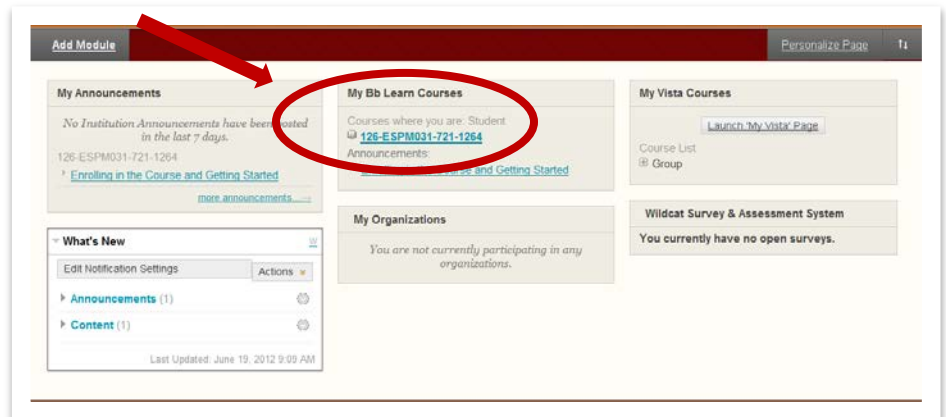 Add Module
Personalize Page
My Announcements
No Institution Announcements have been posted
in the last 7 days.
126-ESPM031-721-1264
Enrolling in the Course and Getting Started
more announcements...
What's New
Edit Notification Settings
Actions
Announcements (1)
Content (1)
Last Updated: June 19, 2012 9:09 AM
My Bb Learn Courses
Courses where you are: Student
126-ESPM031-721-1264
Announcements:
and Getting Started
My Organizations
You are not currently participating in any
organizations.
My Vista Courses
Launch 'My Vista' Page
Course List
Group
Wildcat Survey & Assessment System
You currently have no open surveys.